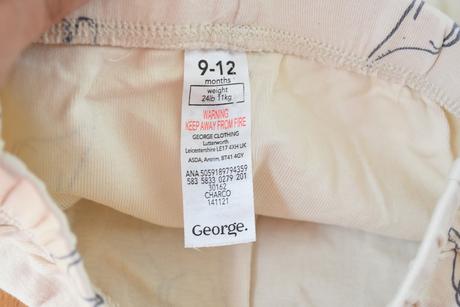 9-12
months
weight
24lb 11kg
WARNING
KEEP AWAY FROM FIRE
GEORGE CLOTHING
Lutterworth
Leicestershire LE17 4XH UK
ASDA, Antrim, BT41 4GY
ANA 5059189794359
583 5833 0279 201
30162
CHARCO
141121
George.